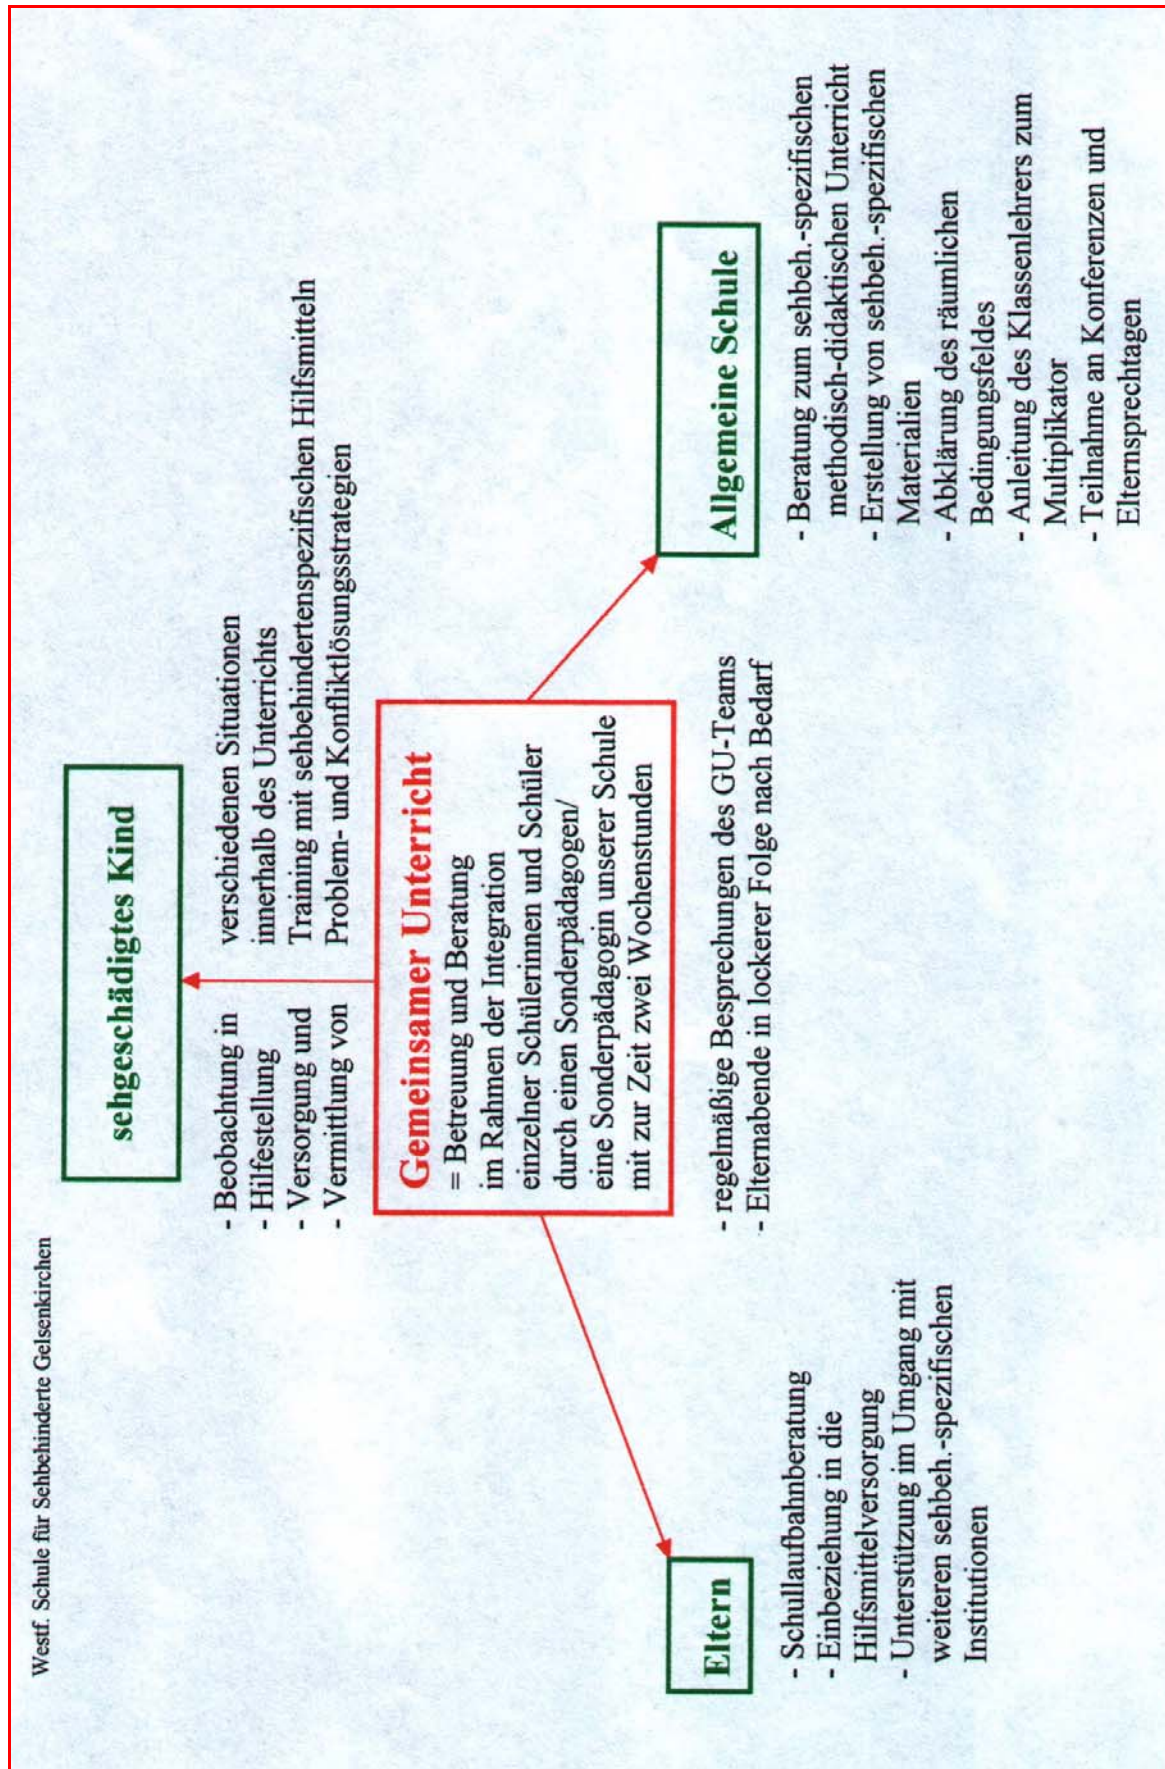 Westf. Schule für Sehbehinderte Gelsenkirchen
sehgeschädigtes Kind
- Beobachtung in verschiedenen Situationen
- Hilfestellung innerhalb des Unterrichts
- Versorgung und Training mit sehbehindertenspezifischen Hilfsmitteln
- Vermittlung von Problem- und Konfliktlösungsstrategien
Gemeinsamer Unterricht
= Betreuung und Beratung
im Rahmen der Integration
einzelner Schülerinnen und Schüler
durch einen Sonderpädagogen/
eine Sonderpädagogin unserer Schule
mit zur Zeit zwei Wochenstunden
- regelmäßige Besprechungen des GU-Teams
- Elternabende in lockerer Folge nach Bedarf
Eltern
- Schullaufbahnberatung
- Einbeziehung in die
Hilfsmittelversorgung
- Unterstützung im Umgang mit
weiteren sehbeh.-spezifischen
Institutionen
Allgemeine Schule
- Beratung zum sehbeh.-spezifischen
methodisch-didaktischen Unterricht
- Erstellung von sehbeh.-spezifischen
Materialien
- Abklärung des räumlichen
Bedingungsfeldes
- Anleitung des Klassenlehrers zum
Multiplikator
- Teilnahme an Konferenzen und
Elternsprechtagen